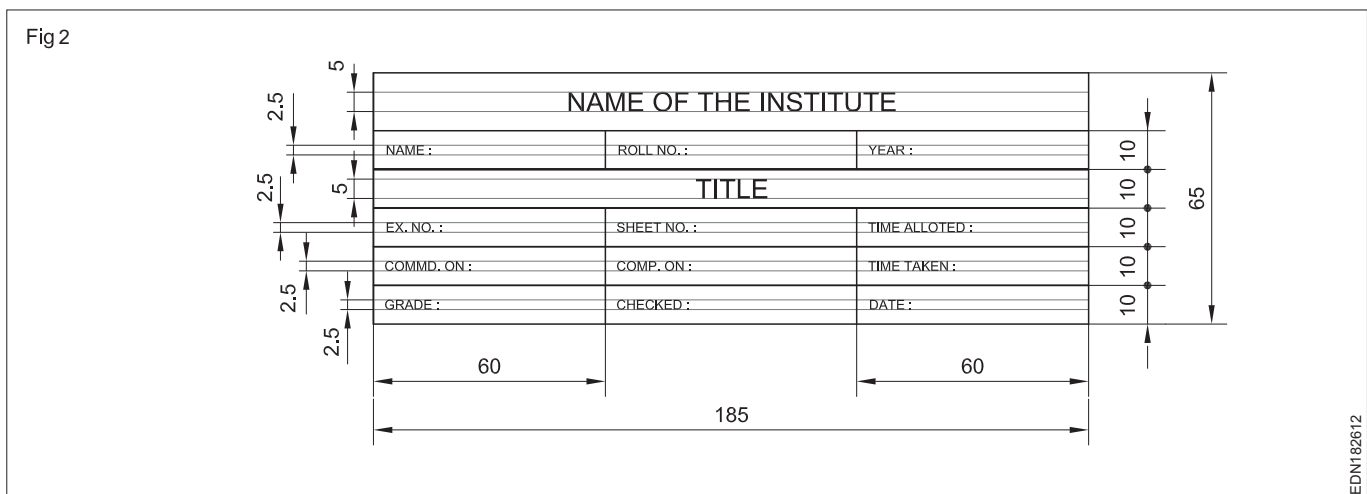 Fig 2
5
NAME OF THE INSTITUTE
2.5
NAME :
ROLL NO. :
YEAR :
10
2.5
5
TITLE
10
65
EX. NO. :
SHEET NO. :
TIME ALLOTED :
10
COMMD. ON :
COMP. ON :
TIME TAKEN :
10
2.5
GRADE :
CHECKED :
DATE :
10
2.5
60
60
185
EDN182612